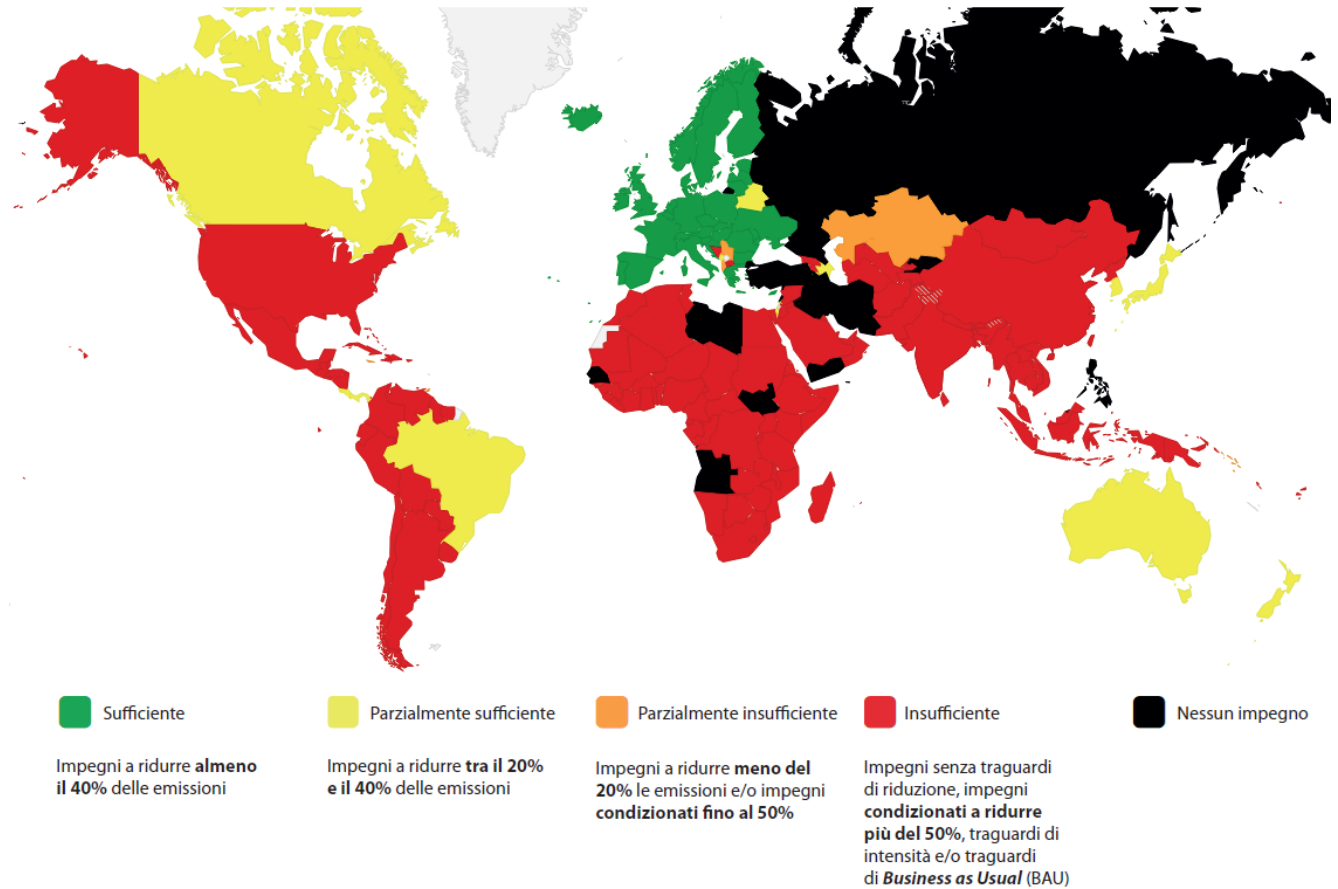 Sufficiente
Parzialmente sufficiente
Parzialmente insufficiente
Insufficiente
Nessun impegno
Impegni a ridurre almeno
il 40% delle emissioni
Impegni a ridurre tra il 20%
e il 40% delle emissioni
Impegni a ridurre meno del
20% le emissioni e/o impegni
condizionati fino al 50%
Impegni senza traguardi
di riduzione, impegni
condizionati a ridurre
più del 50%, traguardi di
intensità e/o traguardi
di Business as Usual (BAU)